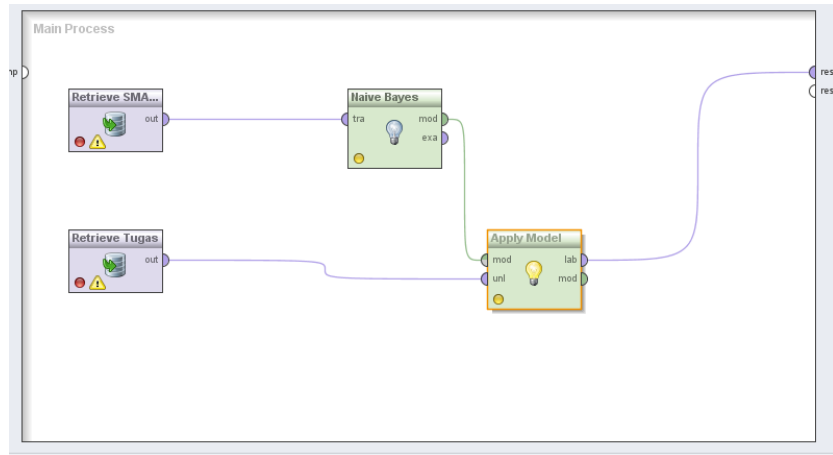 Main Process
np
res
res
Retrieve SMA...
out
Naive Bayes
tra
mod
exa
Retrieve Tugas
out
Apply Model
mod
lab
unl
mod